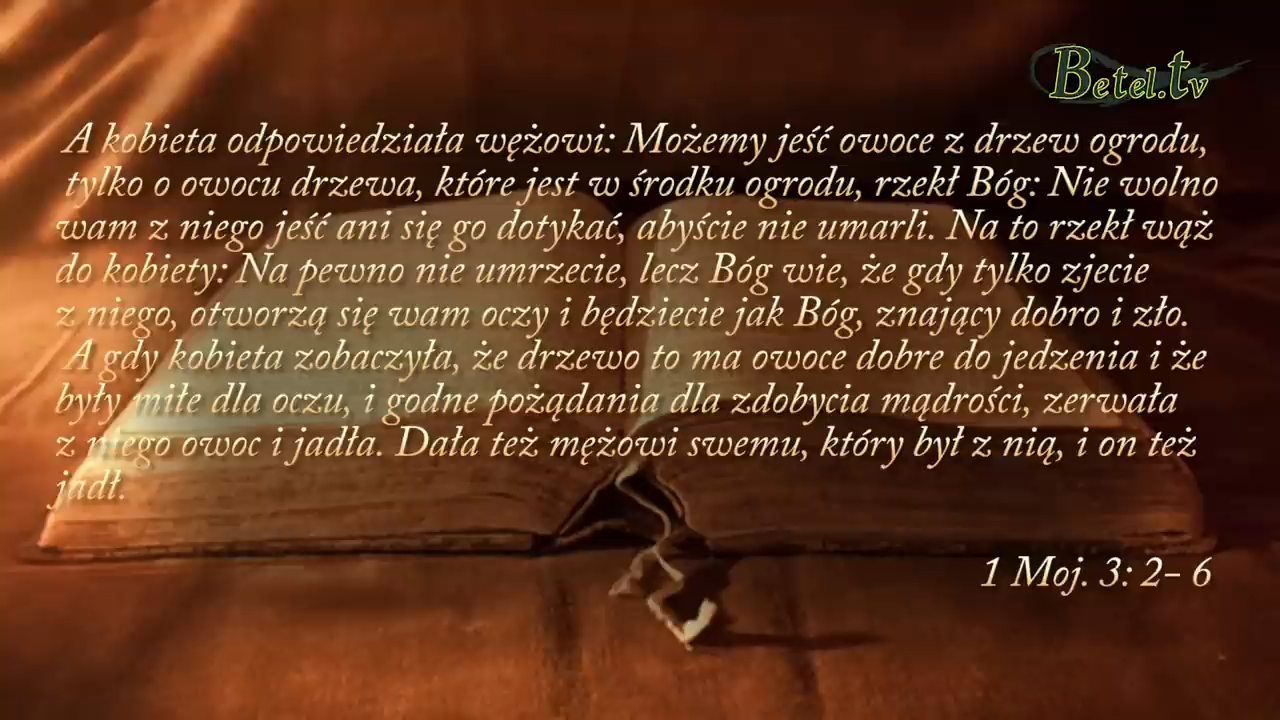 Betel.tv
A kobieta odpowiedziała wężowi: Możemy jeść owoce z drzew ogrodu,
tylko o owocu drzewa, które jest w środku ogrodu, rzekł Bóg: Nie wolno
wam z niego jeść ani się go dotykać, abyście nie umarli. Na to rzekł wąż
do kobiety: Na pewno nie umrzecie, lecz Bóg wie, że gdy tylko zjecie
z niego, otworzą się wam oczy i będziecie jak Bóg, znający dobro i zło.
A gdy kobieta zobaczyła, że drzewo to ma owoce dobre do jedzenia i że
były miłe dla oczu, i godne pożądania dla zdobycia mądrości, zerwała
z niego owoc i jadła. Dała też mężowi swemu, który był z nią, i on też
jadł.
1 Moj. 3: 2- 6